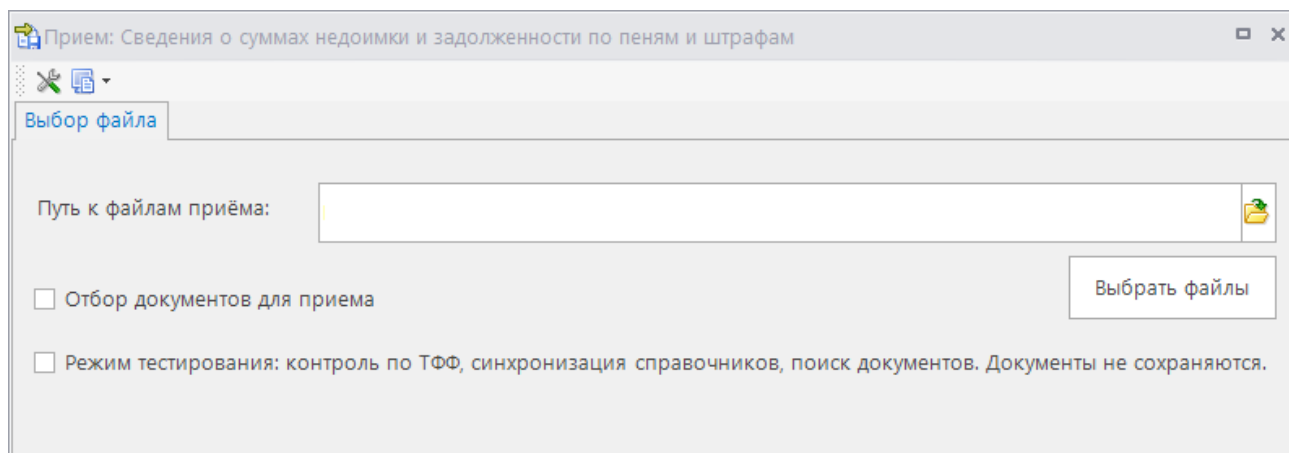 Прием: Сведения о суммах недоимки и задолженности по пеням и штрафам
Выбор файла
Путь к файлам приёма:
Выбрать файлы
Отбор документов для приема
Режим тестирования: контроль по ТФФ, синхронизация справочников, поиск документов. Документы не сохраняются.